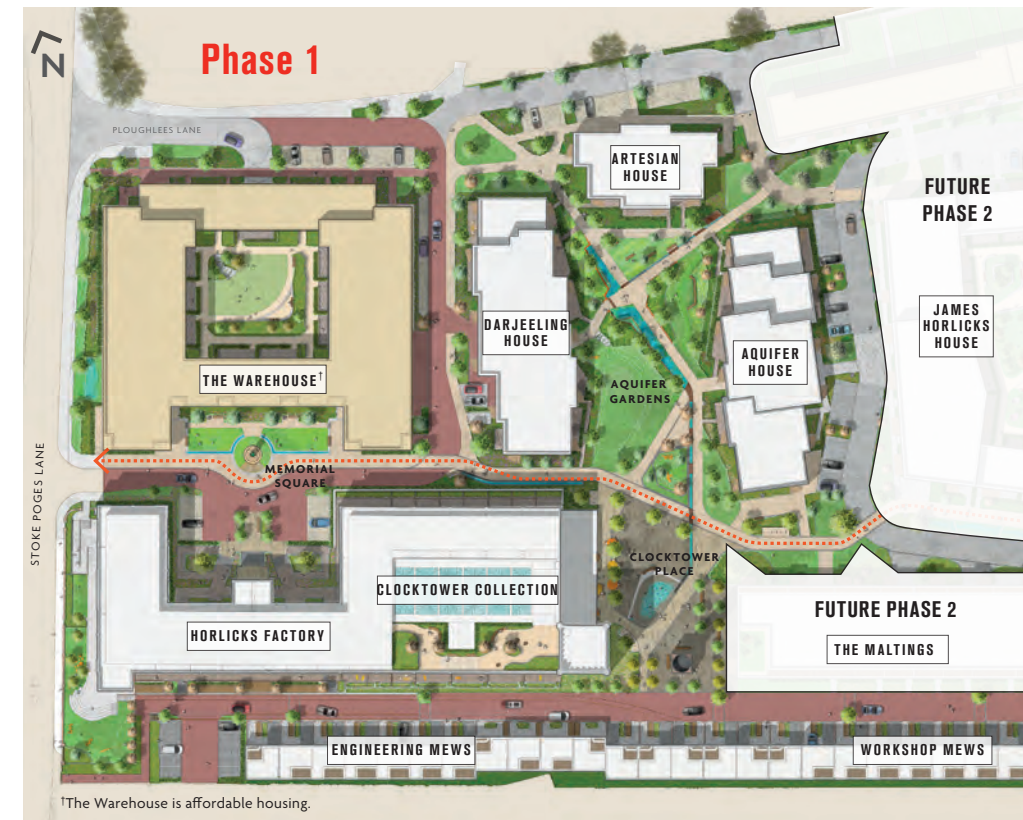 N
Phase 1
PLOUGHLEES LANE
ARTESIAN
HOUSE
FUTURE
PHASE 2
DARJEELING
HOUSE
JAMES
HORLICKS
HOUSE
AQUIFER
HOUSE
THE WAREHOUSE†
AQUIFER
GARDENS
STOKE POGES LANE
MEMORIAL
SQUARE
CLOCKTOWER
PLACE
CLOCKTOWER COLLECTION
FUTURE PHASE 2
HORLICKS FACTORY
THE MALTINGS
ENGINEERING MEWS
WORKSHOP MEWS
†The Warehouse is affordable housing.